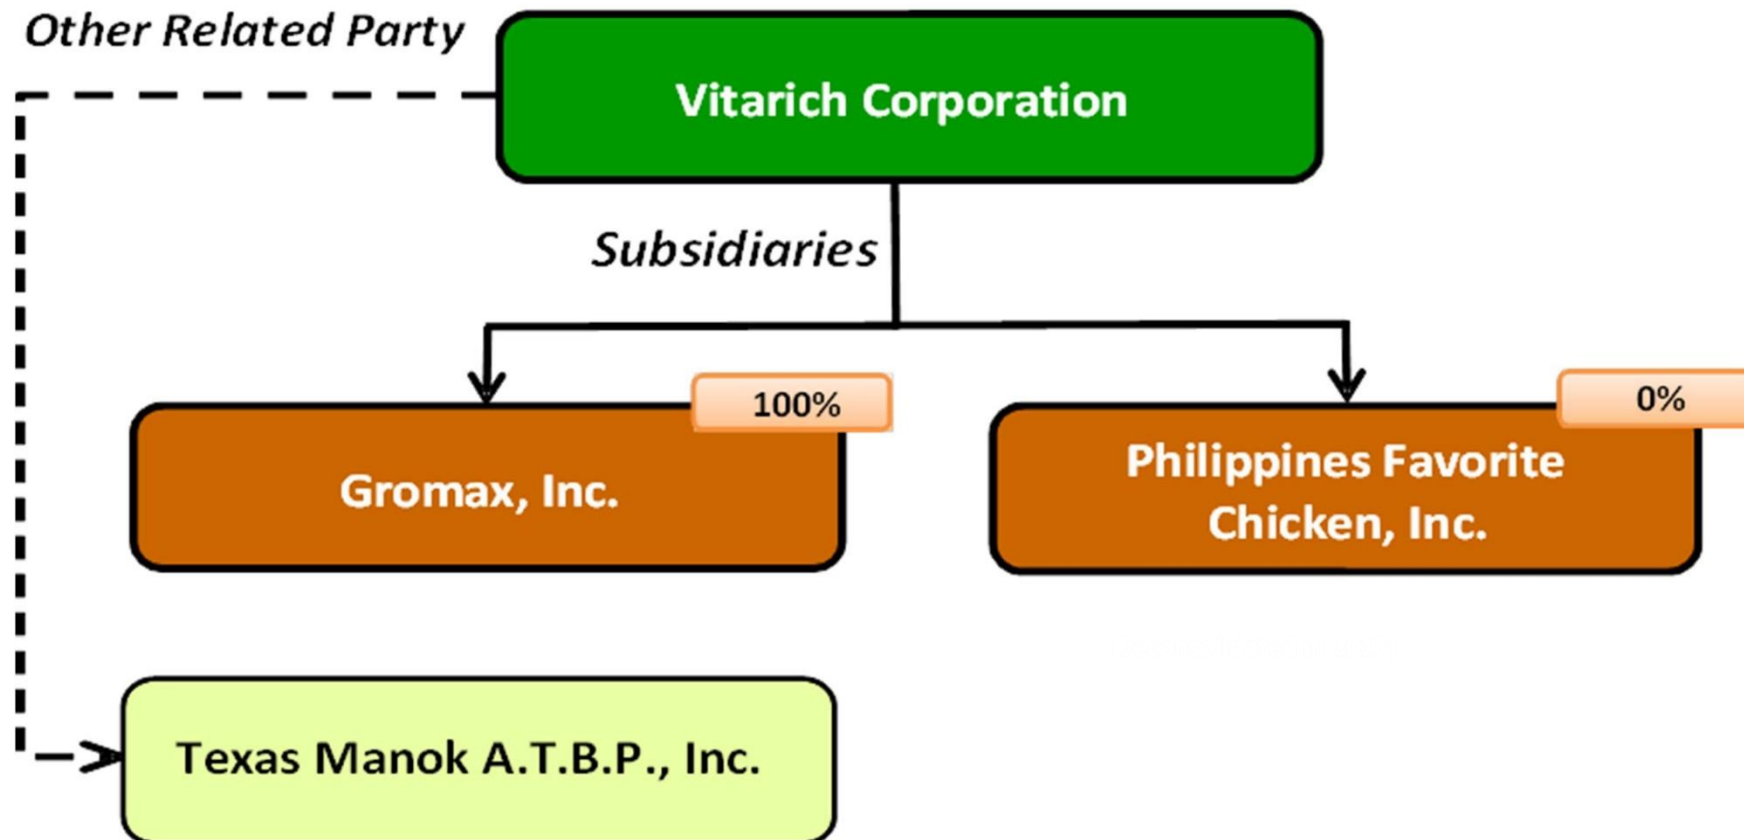 Other Related Party
Vitarich Corporation
Subsidiaries
100%
0%
Gromax, Inc.
Philippines Favorite
Chicken, Inc.
Texas Manok A.T.B.P., Inc.